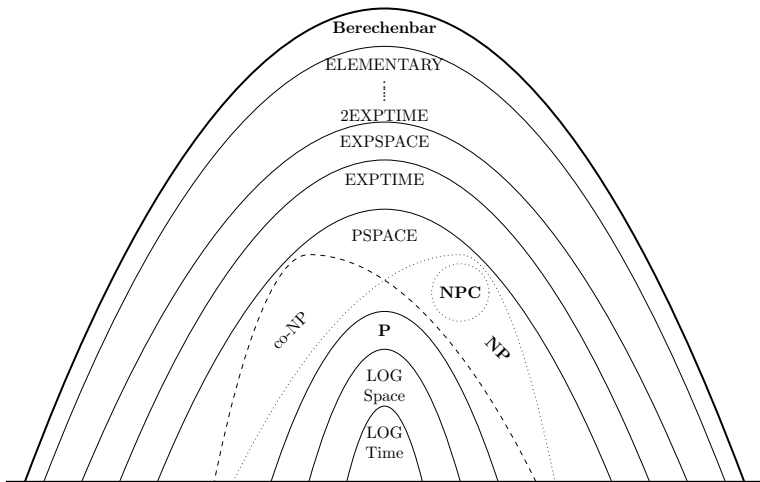 Berechenbar
ELEMENTARY
2EXPTIME
EXPSPACE
EXPTIME
PSPACE
NPC
co-NP
P
NP
LOG
Space
LOG
Time